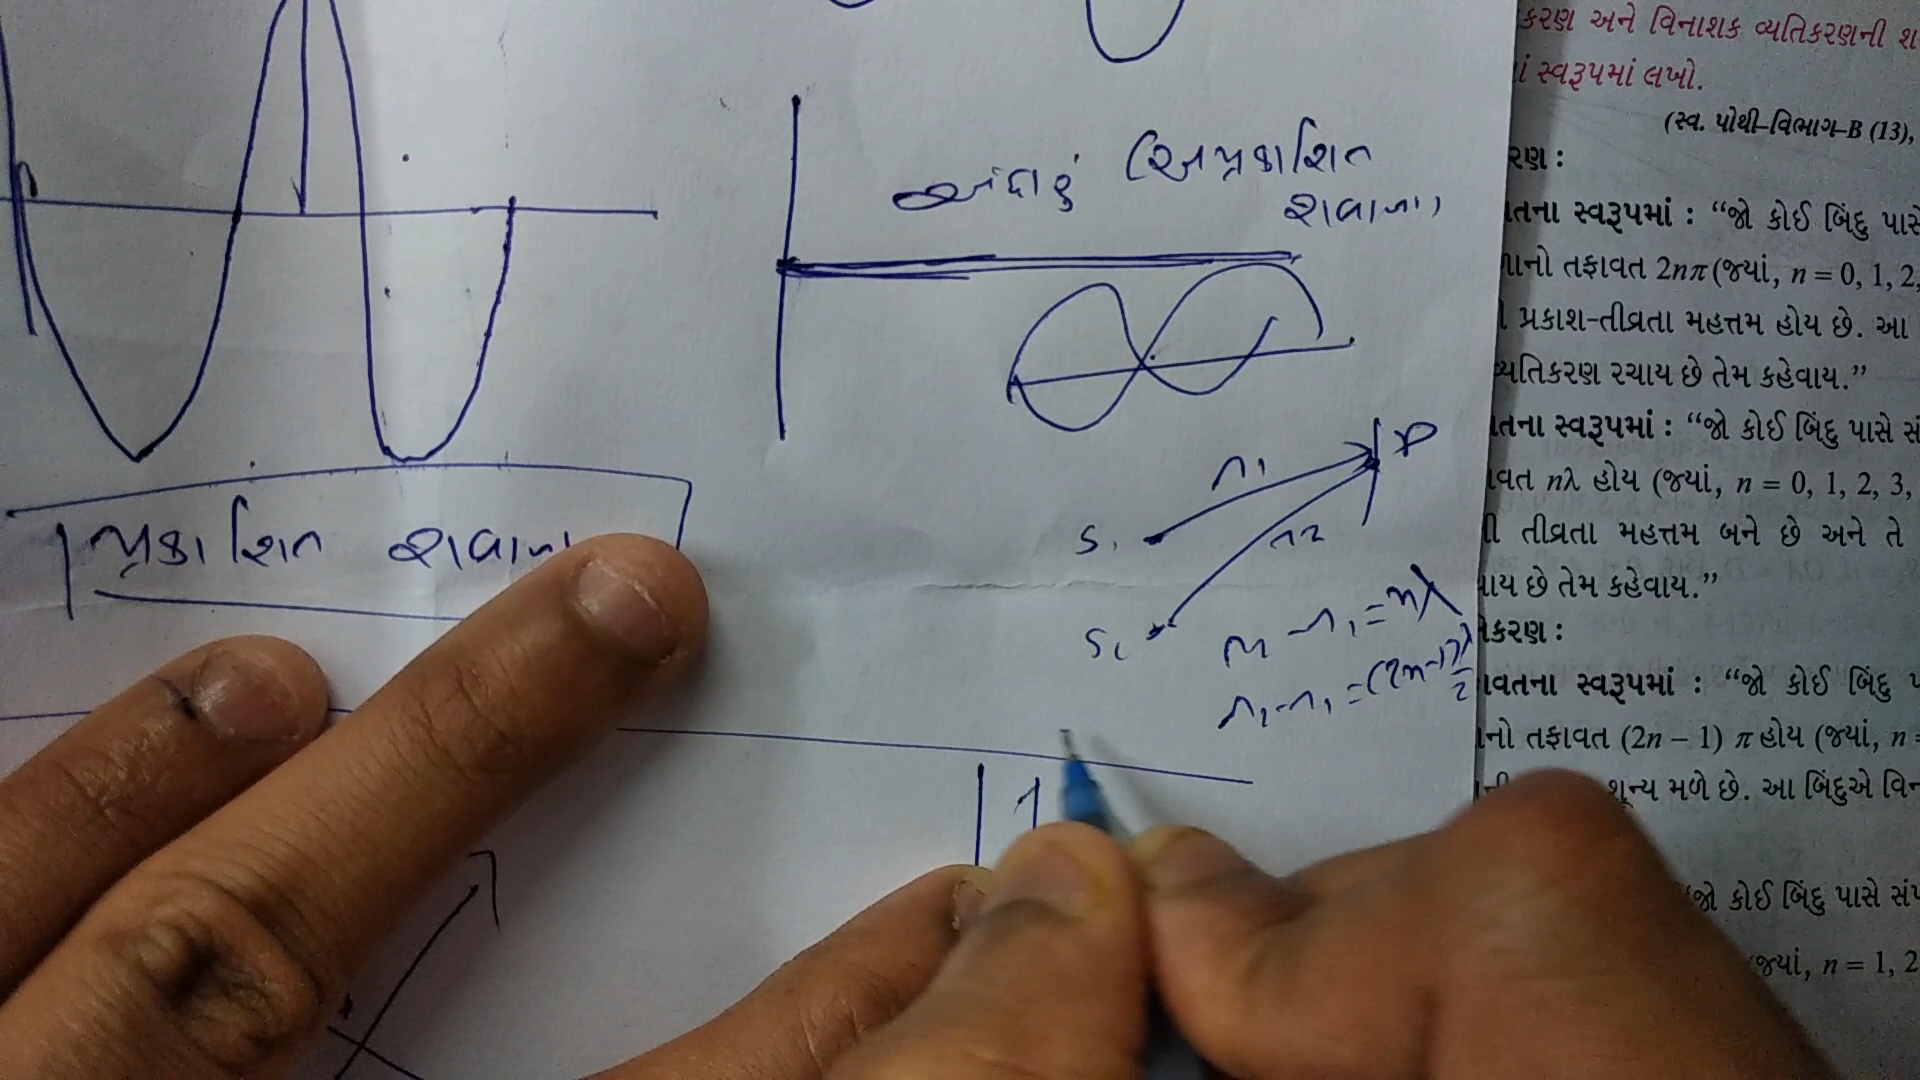 અંધારું (અપ્રકાશિત
શલાકા)
પ્રકાશિત શલાકા
r1
P
S1
r2
S2
r2 - r1 = nλ
r2 - r1 = (2n-1)λ/2
1
કરણ અને વિનાશક વ્યતિકરણની શ
માં સ્વરૂપમાં લખો.
(સ્વ. પોથી-વિભાગ-B (13),
રણ :
તના સ્વરૂપમાં : “જો કોઈ બિંદુ પાસે
ાનો તફાવત 2nπ (જ્યાં, n = 0, 1, 2,
ી પ્રકાશ-તીવ્રતા મહત્તમ હોય છે. આ
વ્યતિકરણ રચાય છે તેમ કહેવાય.”
તના સ્વરૂપમાં : “જો કોઈ બિંદુ પાસે સં
વત nλ હોય (જ્યાં, n = 0, 1, 2, 3,
ી તીવ્રતા મહત્તમ બને છે અને તે
ાય છે તેમ કહેવાય.”
તિકરણ :
ાવતના સ્વરૂપમાં : “જો કોઈ બિંદુ પ
નો તફાવત (2n – 1) π હોય (જ્યાં, n =
શૂન્ય મળે છે. આ બિંદુએ વિન
“જો કોઈ બિંદુ પાસે સંપ
(જ્યાં, n = 1, 2